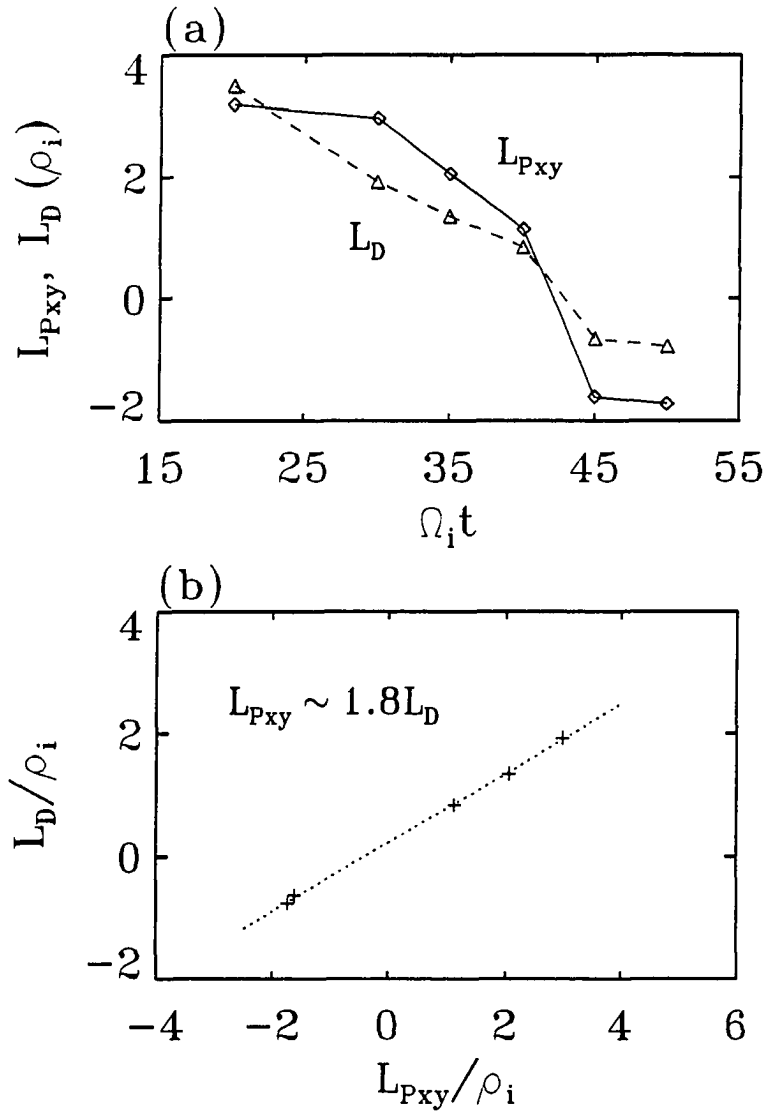 (a)
4
2
0
−2
L_Pxy, L_D (ρ_i)
L_Pxy
L_D
15 25 35 45 55
Ω_i t
(b)
4
2
0
−2
L_D/ρ_i
L_Pxy ∼ 1.8L_D
−4 −2 0 2 4 6
L_Pxy/ρ_i